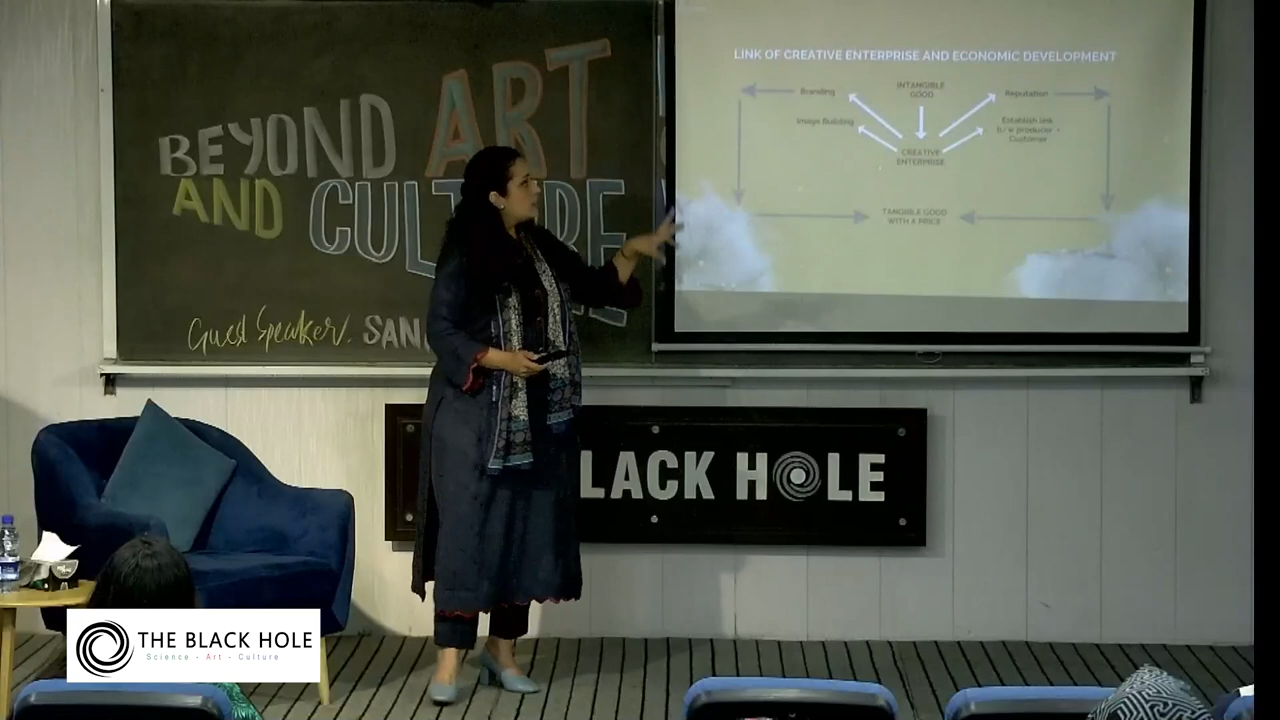 BEYOND ART
AND CULTURE
Guest Speaker. SAN
LINK OF CREATIVE ENTERPRISE AND ECONOMIC DEVELOPMENT
Branding
INTANGIBLE
GOOD
Reputation
Image Building
Establish link
b/w producer +
Customer
CREATIVE
ENTERPRISE
TANGIBLE GOOD
WITH A PRICE
BLACK HOLE
THE BLACK HOLE
Science - Art - Culture